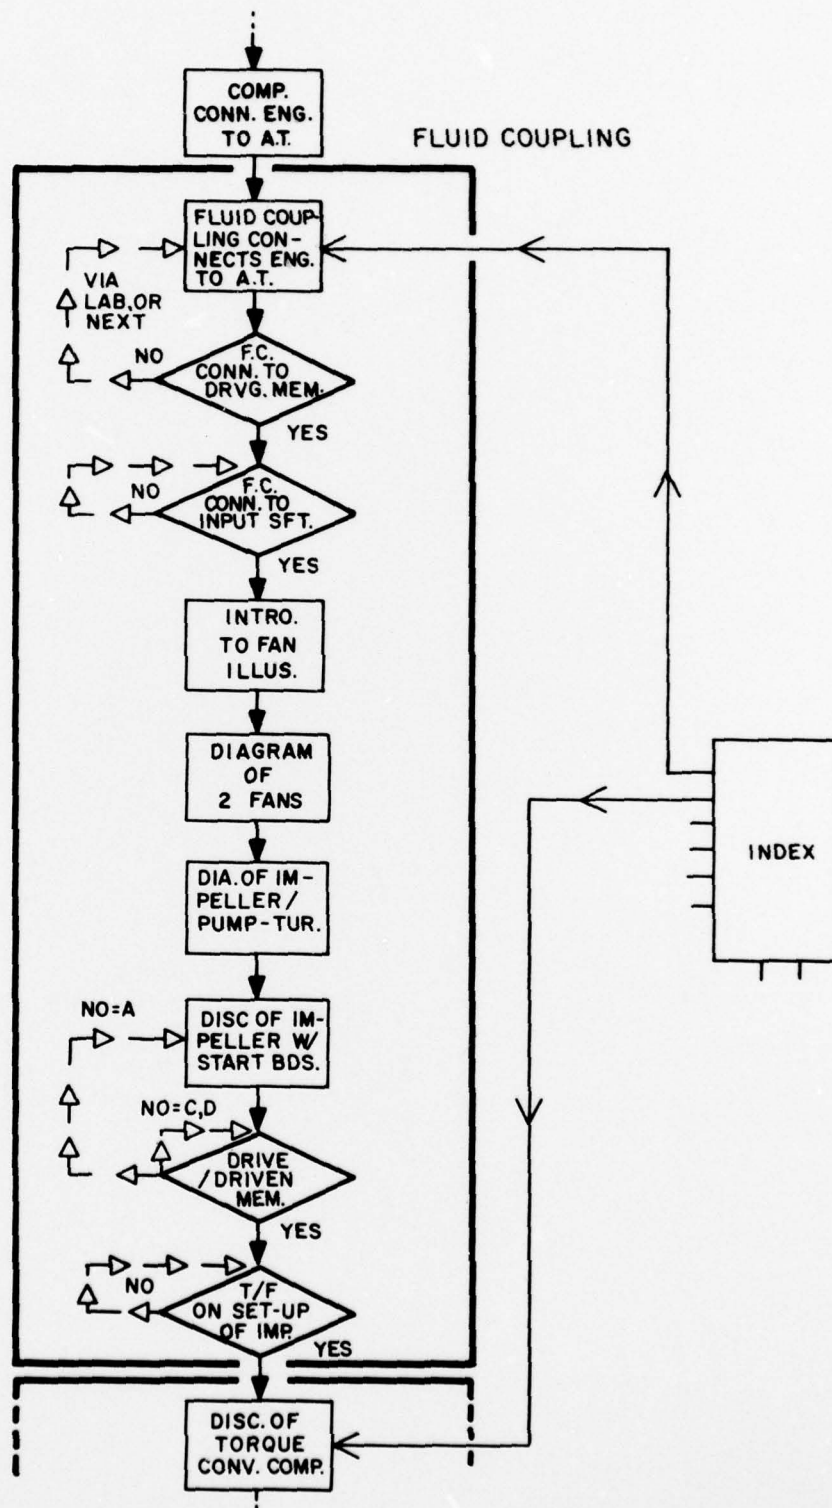 COMP.
CONN. ENG.
TO A.T.
FLUID COUPLING
FLUID COUP-
LING CON-
NECTS ENG.
TO A.T.
VIA
LAB, OR
NEXT
NO
F.C.
CONN. TO
DRVG. MEM.
YES
NO
F.C.
CONN. TO
INPUT SFT.
YES
INTRO.
TO FAN
ILLUS.
DIAGRAM
OF
2 FANS
INDEX
DIA. OF IM-
PELLER /
PUMP-TUR.
NO=A
DISC OF IM-
PELLER W/
START BDS.
NO=C,D
DRIVE
/DRIVEN
MEM.
YES
NO
T/F
ON SET-UP
OF IMP.
YES
DISC. OF
TORQUE
CONV. COMP.